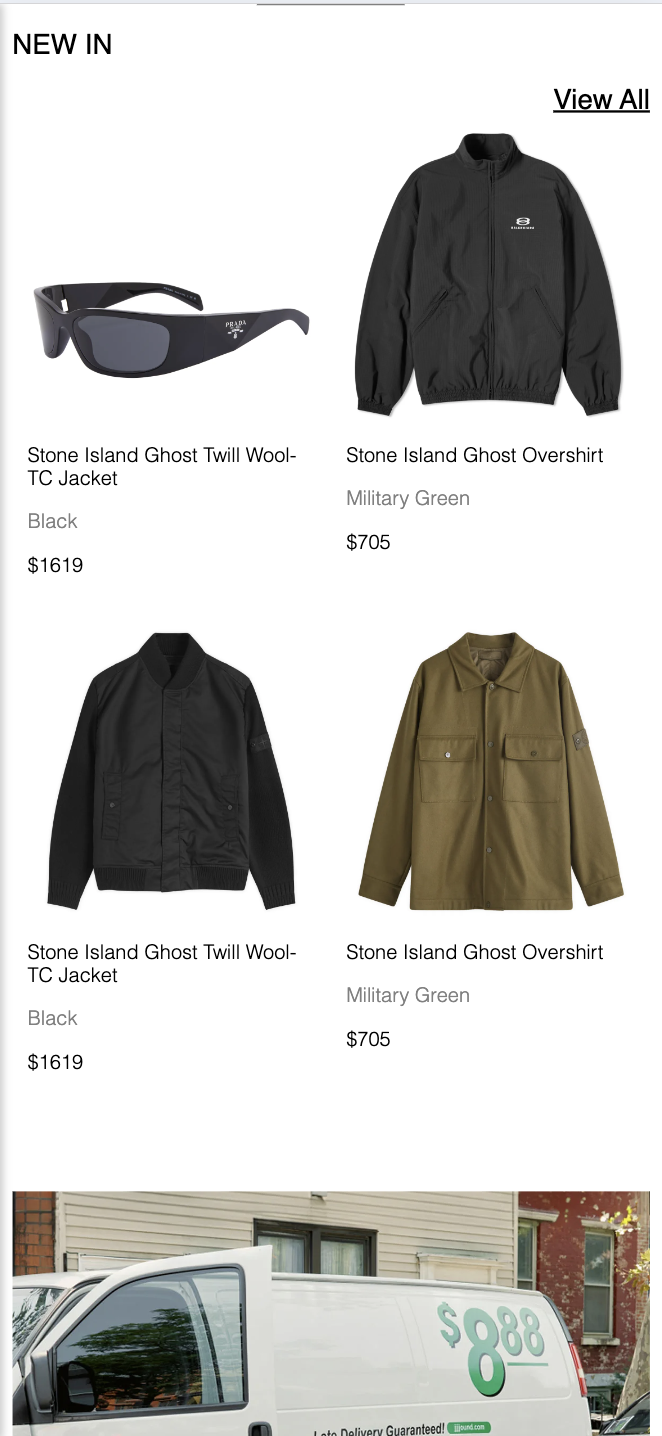 NEW IN
View All
PRADA
Stone Island Ghost Twill Wool-
TC Jacket
Black
$1619
Stone Island Ghost Overshirt
Military Green
$705
Stone Island Ghost Twill Wool-
TC Jacket
Black
$1619
Stone Island Ghost Overshirt
Military Green
$705
$888
Late Delivery Guaranteed!
jjjound.com